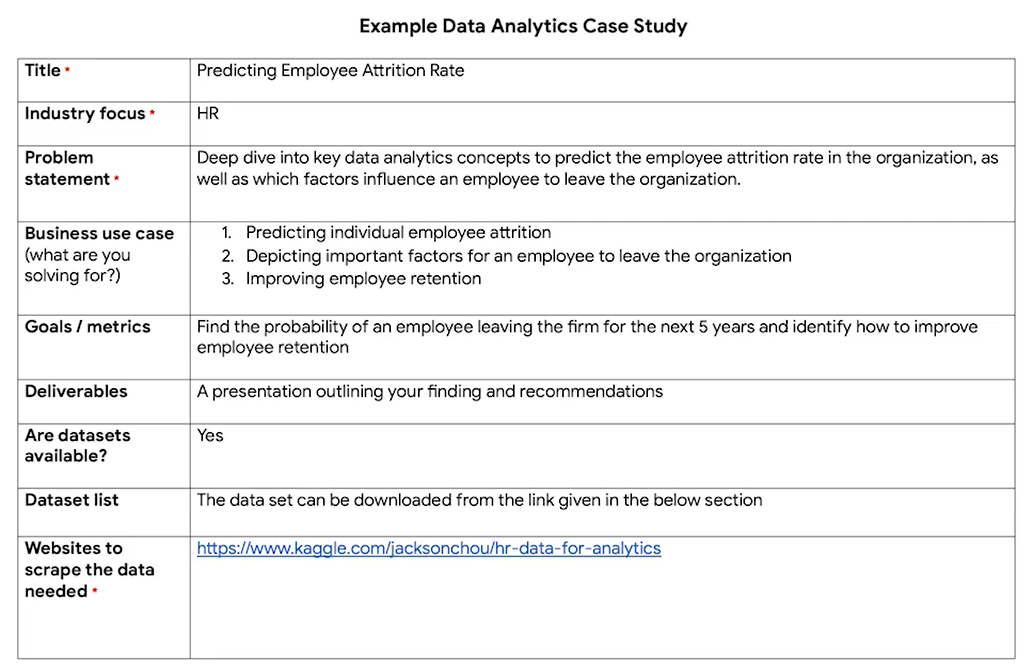 Example Data Analytics Case Study
Title *
Predicting Employee Attrition Rate
Industry focus *
HR
Problem
statement *
Deep dive into key data analytics concepts to predict the employee attrition rate in the organization, as
well as which factors influence an employee to leave the organization.
Business use case
(what are you
solving for?)
1. Predicting individual employee attrition
2. Depicting important factors for an employee to leave the organization
3. Improving employee retention
Goals / metrics
Find the probability of an employee leaving the firm for the next 5 years and identify how to improve
employee retention
Deliverables
A presentation outlining your finding and recommendations
Are datasets
available?
Yes
Dataset list
The data set can be downloaded from the link given in the below section
Websites to
scrape the data
needed *
https://www.kaggle.com/jacksonchou/hr-data-for-analytics